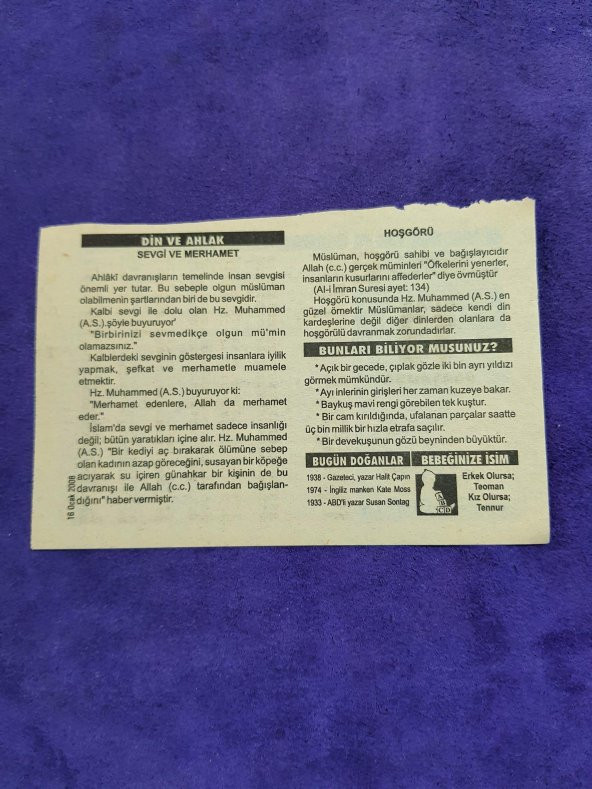 DİN VE AHLAK
SEVGİ VE MERHAMET
Ahlâkî davranışların temelinde insan sevgisi
önemli yer tutar. Bu sebeple olgun müslüman
olabilmenin şartlarından biri de bu sevgidir.
Kalbi sevgi ile dolu olan Hz. Muhammed
(A.S).şöyle buyuruyor'
"Birbirinizi sevmedikçe olgun mü'min
olamazsınız."
Kalblerdeki sevginin göstergesi insanlara iyilik
yapmak, şefkat ve merhametle muamele
etmektir.
Hz. Muhammed (A.S.) buyuruyor ki:
"Merhamet edenlere, Allah da merhamet
eder."
İslam'da sevgi ve merhamet sadece insanlığı
değil; bütün yaratıkları içine alır. Hz. Muhammed
(A.S.) "Bir kediyi aç bırakarak ölümüne sebep
olan kadının azap göreceğini, susayan bir köpeğe
acıyarak su içiren günahkar bir kişinin de bu
davranışı ile Allah (c.c.) tarafından bağışlan-
dığını" haber vermiştir.
16 Ocak 2008
HOŞGÖRÜ
Müslüman, hoşgörü sahibi ve bağışlayıcıdır
Allah (c.c.) gerçek müminleri "Öfkelerini yenerler,
insanların kusurlarını affederler" diye övmüştür
(Al-i İmran Suresi ayet: 134)
Hoşgörü konusunda Hz. Muhammed (A.S.) en
güzel örnektir Müslümanlar, sadece kendi din
kardeşlerine değil diğer dinlerden olanlara da
hoşgörülü davranmak zorundadırlar.
BUNLARI BİLİYOR MUSUNUZ?
*Açık bir gecede, çıplak gözle iki bin ayrı yıldızı
görmek mümkündür.
*Ayı inlerinin girişleri her zaman kuzeye bakar.
*Baykuş mavi rengi görebilen tek kuştur.
*Bir cam kırıldığında, ufalanan parçalar saatte
üç bin millik bir hızla etrafa saçılır.
*Bir devekuşunun gözü beyninden büyüktür.
BUGÜN DOĞANLAR
1938 - Gazeteci, yazar Halit Çapın
1974 - İngiliz manken Kate Moss
1933 - ABD'li yazar Susan Sontag
BEBEĞİNİZE İSİM
Erkek Olursa;
Teoman
Kız Olursa;
Tennur